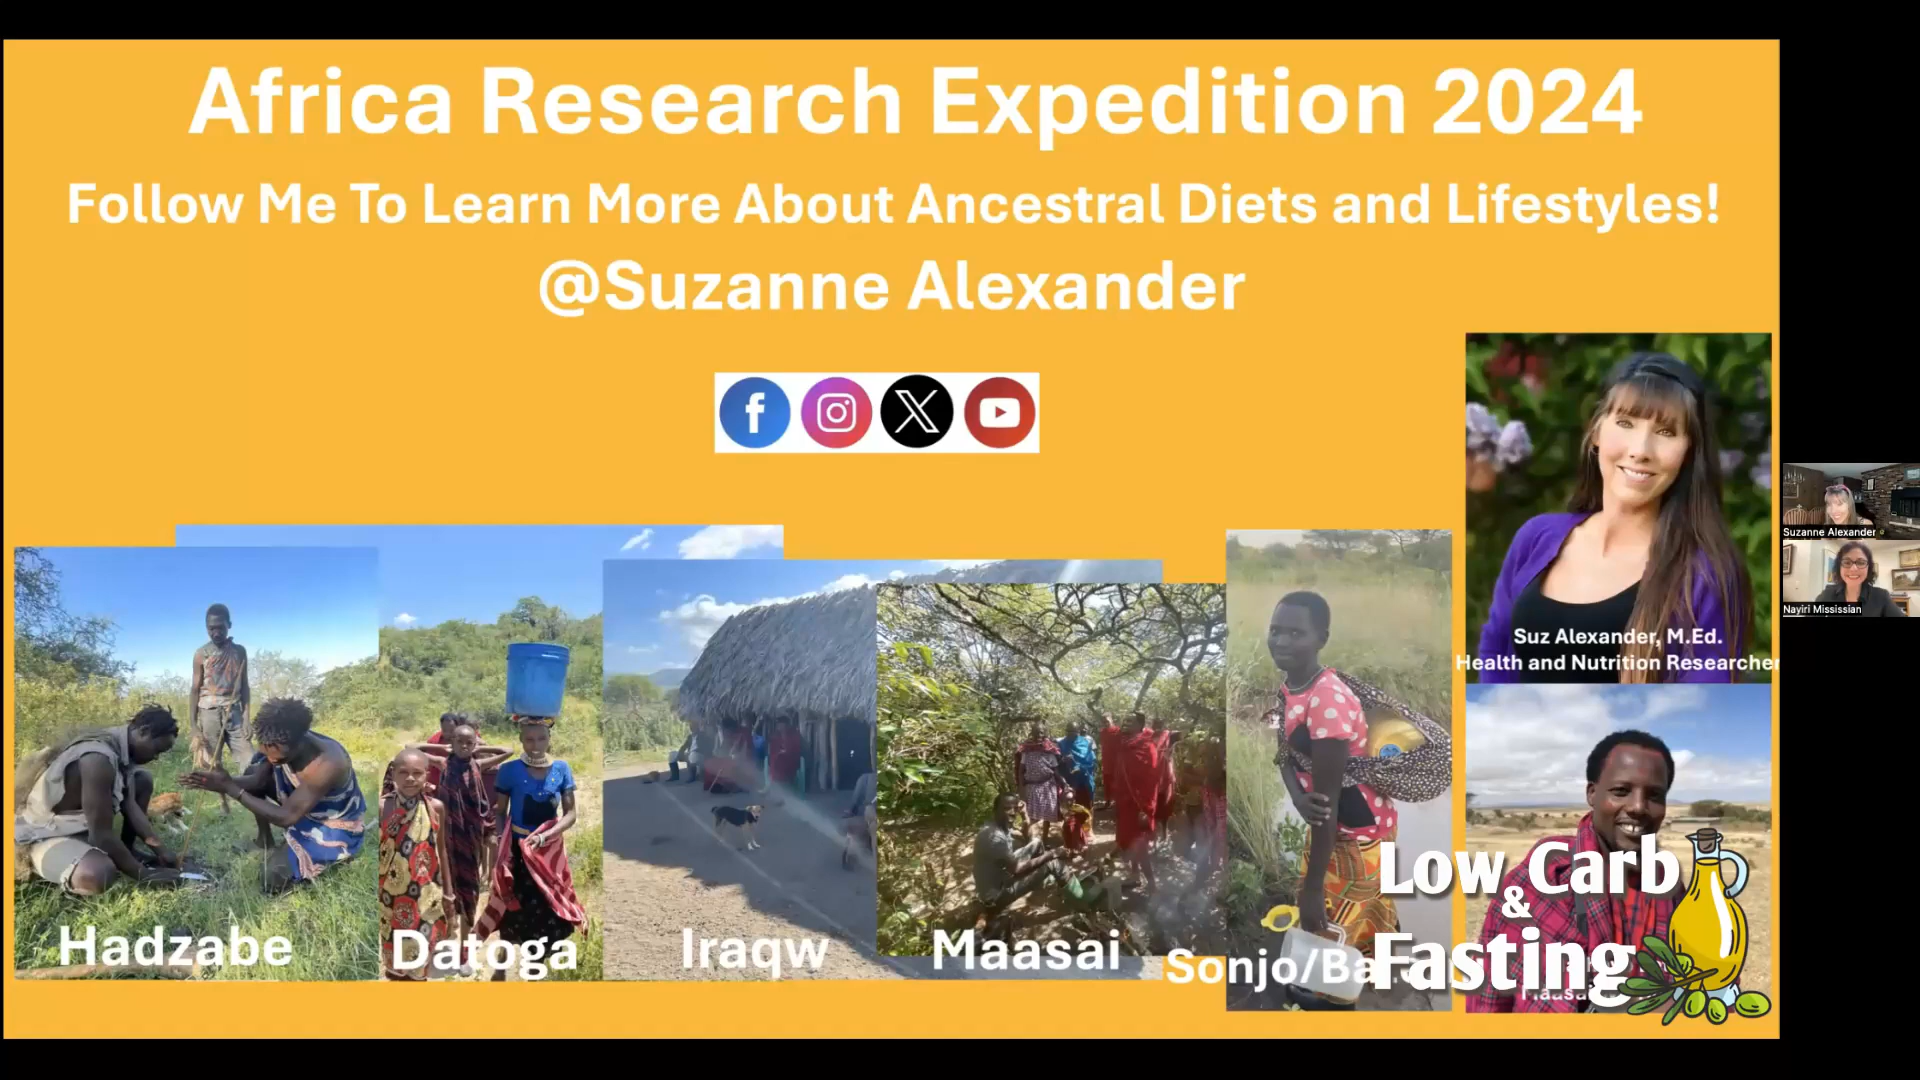 Africa Research Expedition 2024
Follow Me To Learn More About Ancestral Diets and Lifestyles!
@Suzanne Alexander
Suz Alexander, M.Ed.
Health and Nutrition Researcher
Suzanne Alexander
Nayiri Mississian
Hadzabe
Datoga
Iraqw
Maasai
Sonjo/
Low Carb
&
Fasting